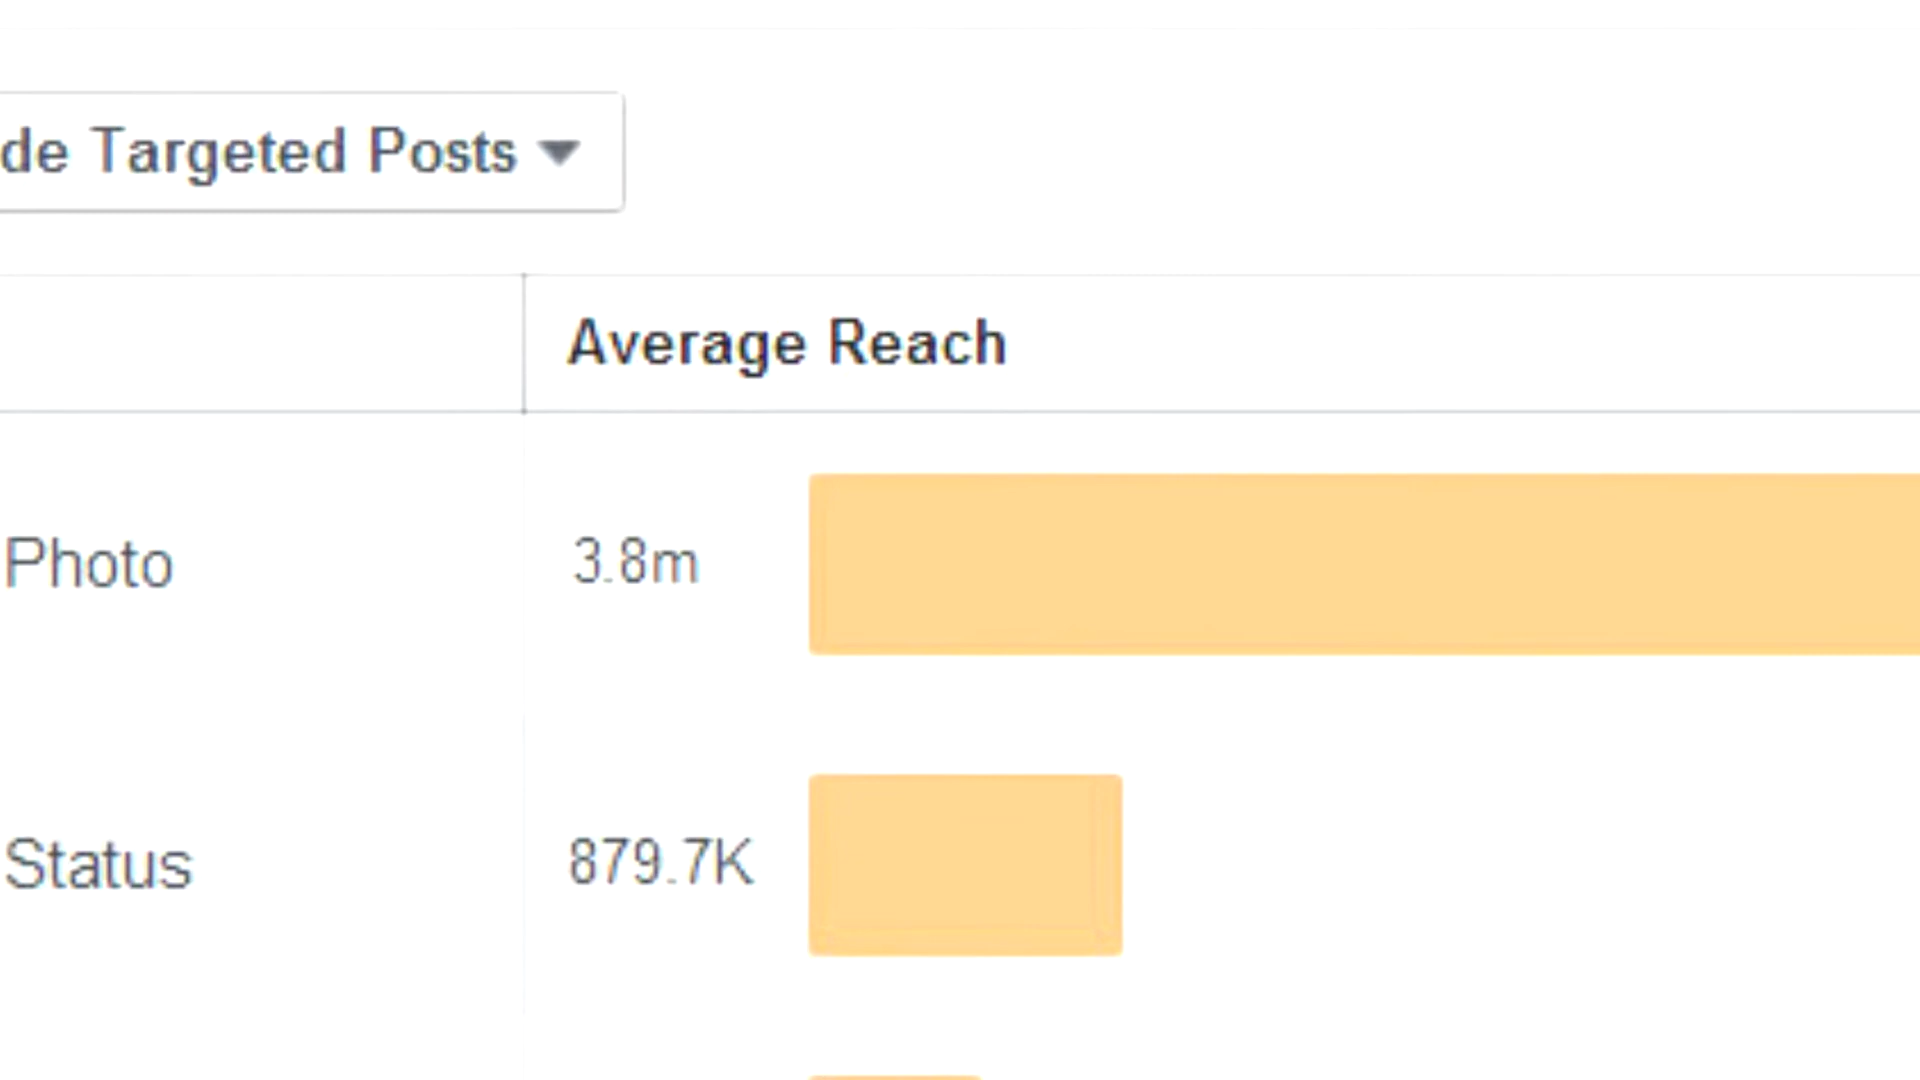 de Targeted Posts
Average Reach
Photo 3.8m
Status 879.7K